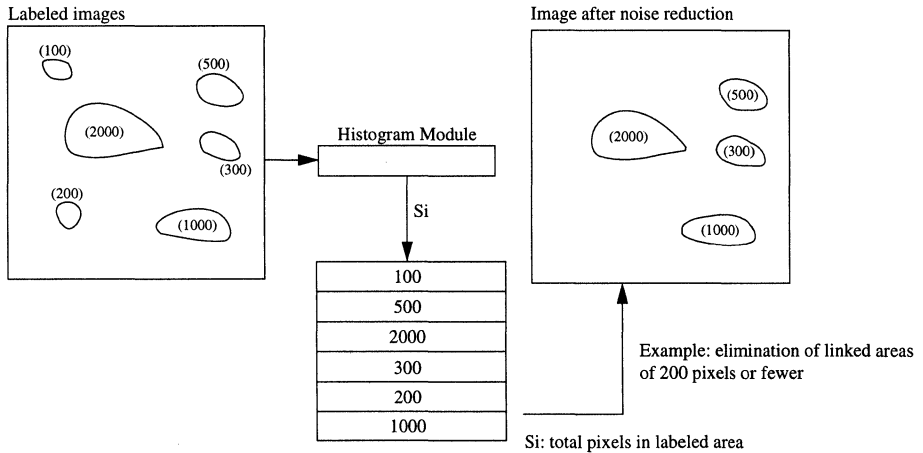 Labeled images
Image after noise reduction
(100)
(500)
(2000)
(300)
(200)
(1000)
Histogram Module
Si
100
500
2000
300
200
1000
(500)
(2000)
(300)
(1000)
Example: elimination of linked areas
of 200 pixels or fewer
Si: total pixels in labeled area